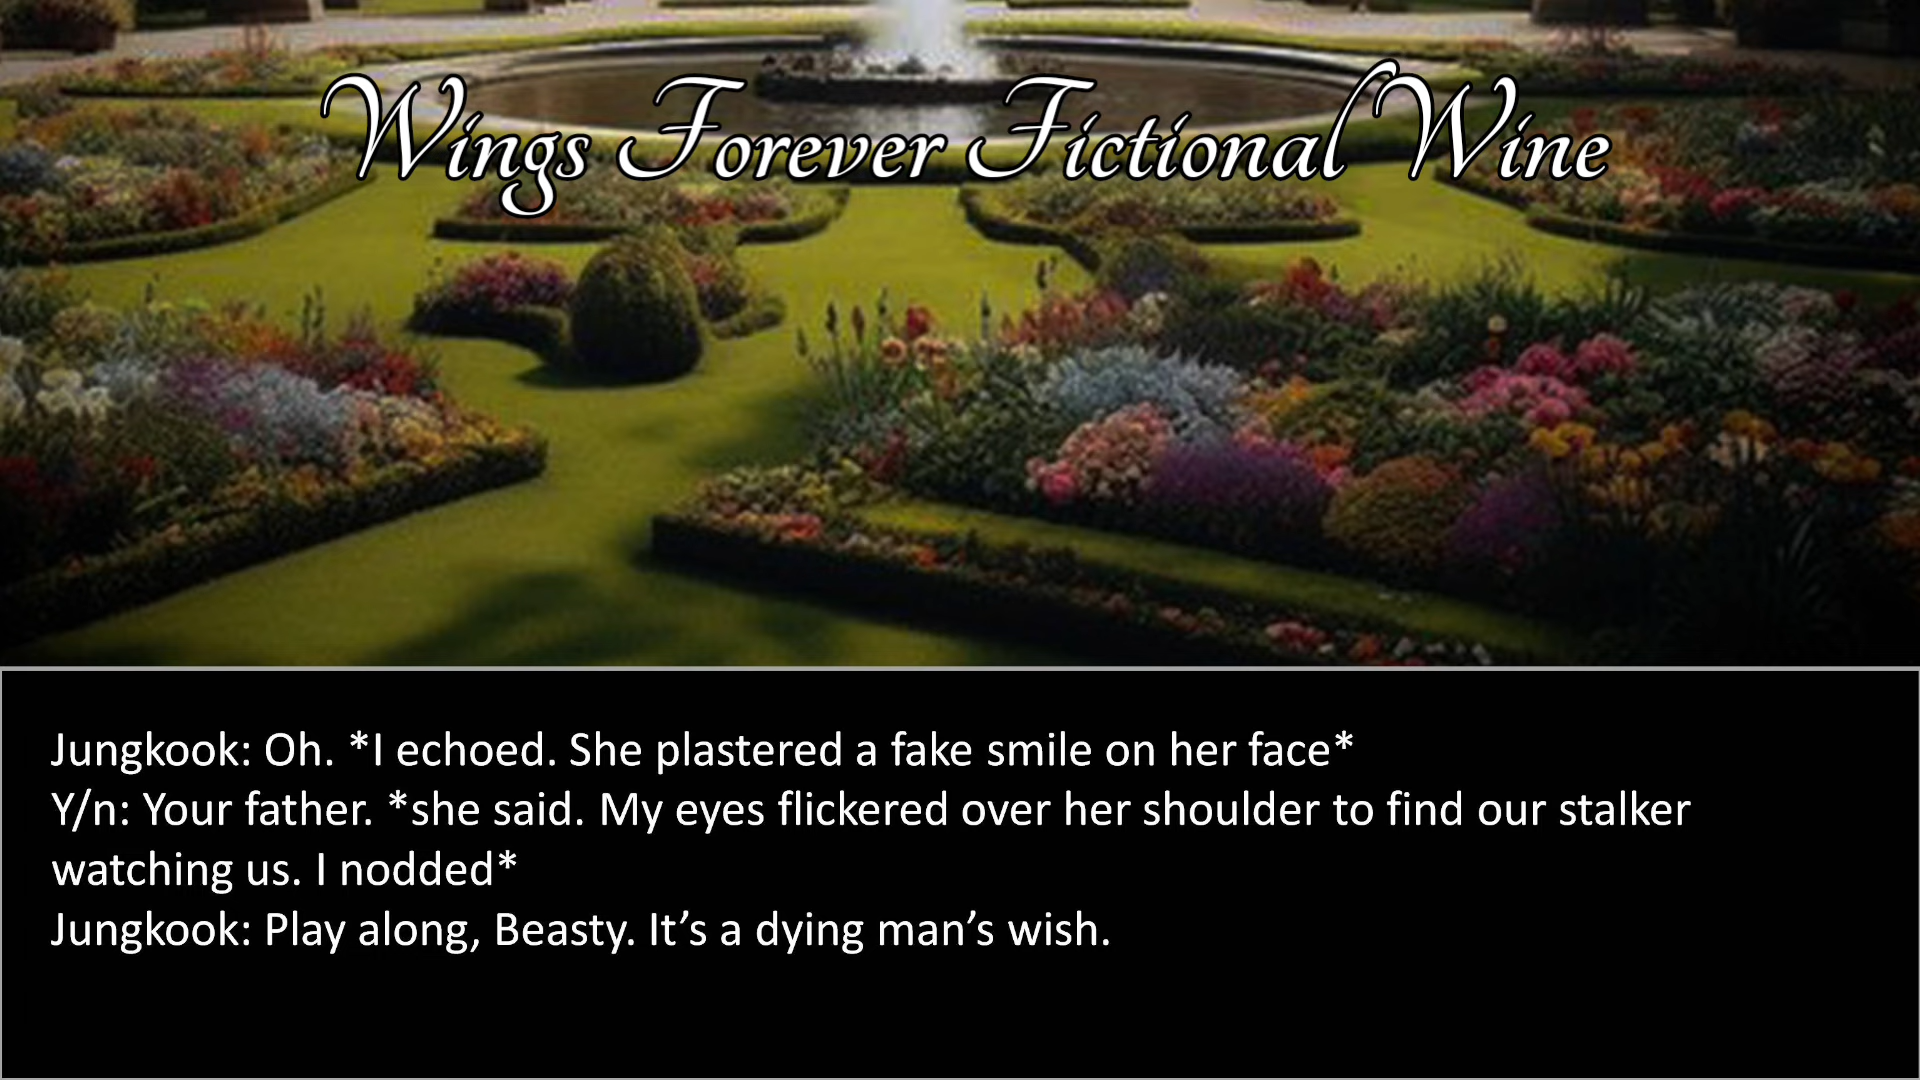 Wings Forever Fictional Wine
Jungkook: Oh. *I echoed. She plastered a fake smile on her face*
Y/n: Your father. *she said. My eyes flickered over her shoulder to find our stalker
watching us. I nodded*
Jungkook: Play along, Beasty. It’s a dying man’s wish.